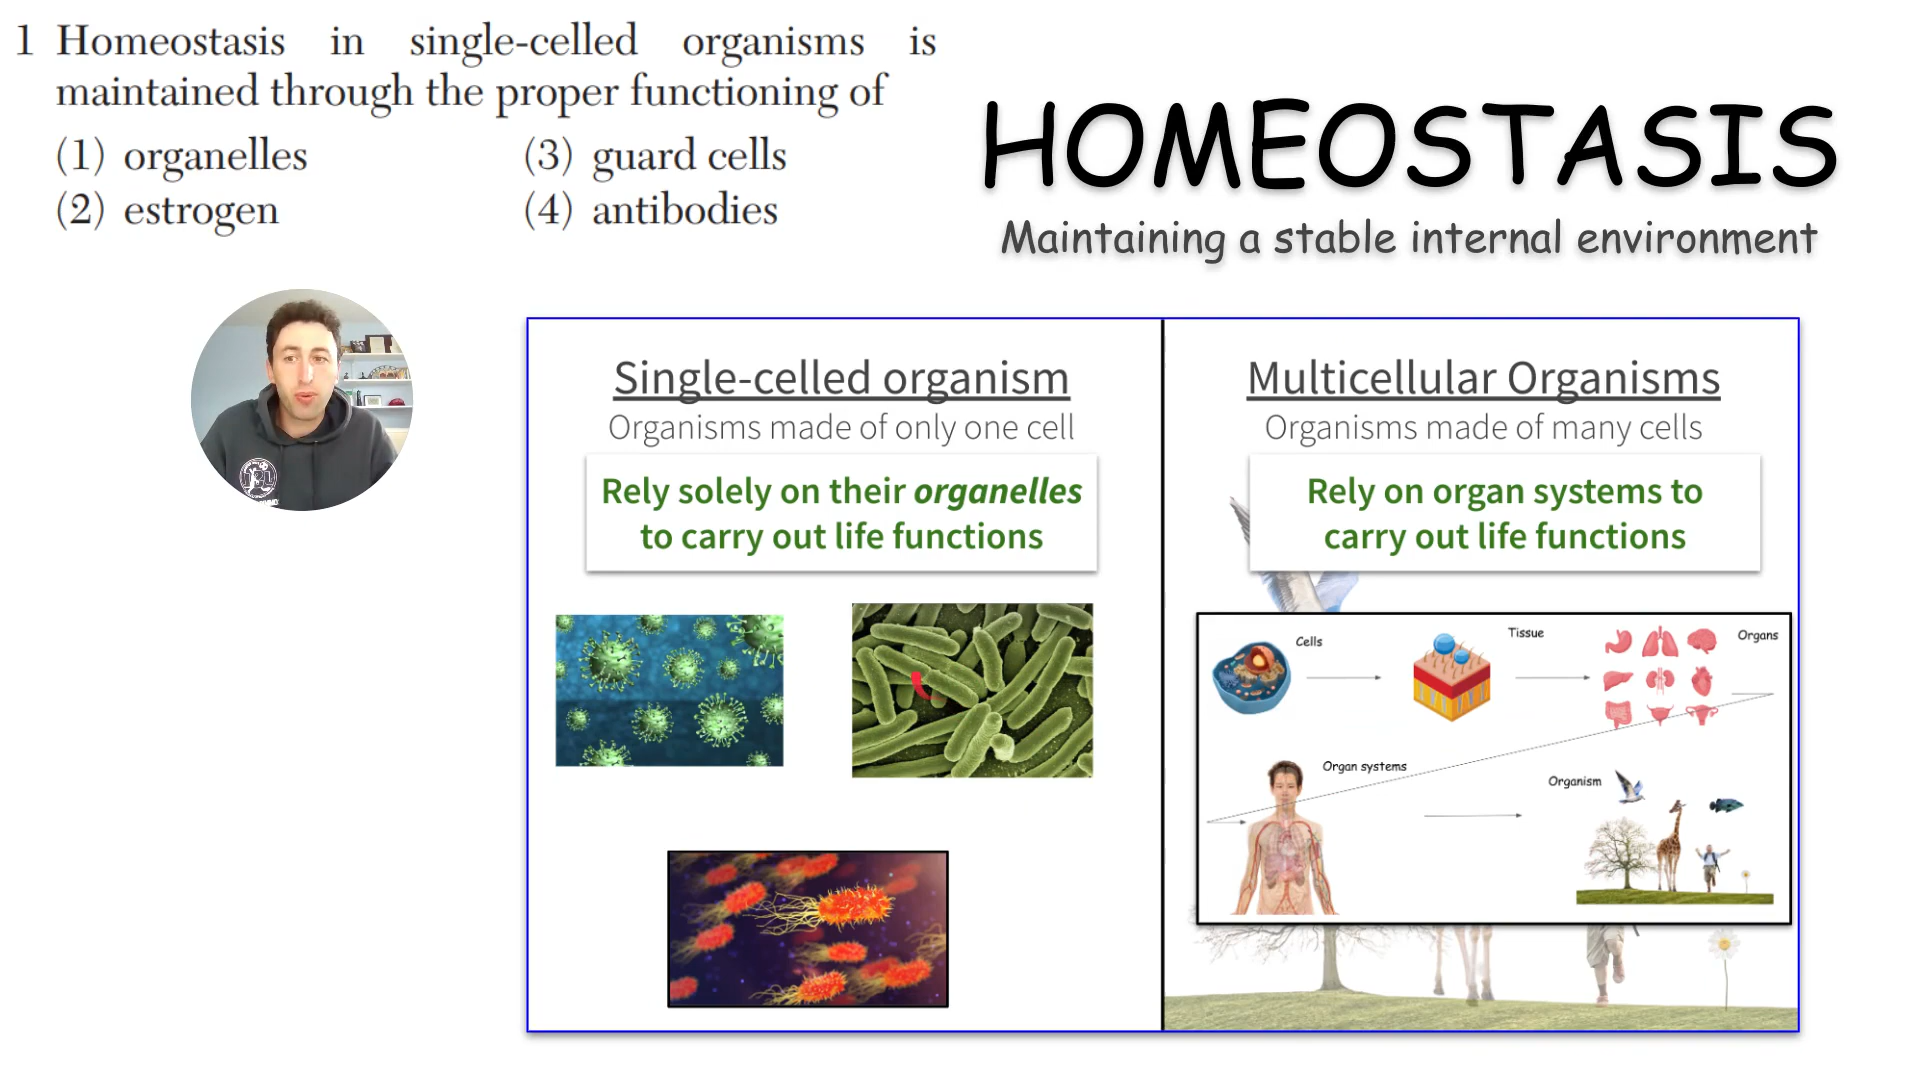 1 Homeostasis in single-celled organisms is
maintained through the proper functioning of
(1) organelles (3) guard cells
(2) estrogen (4) antibodies
HOMEOSTASIS
Maintaining a stable internal environment
Single-celled organism
Organisms made of only one cell
Rely solely on their organelles
to carry out life functions
Multicellular Organisms
Organisms made of many cells
Rely on organ systems to
carry out life functions
Cells
Tissue
Organs
Organ systems
Organism